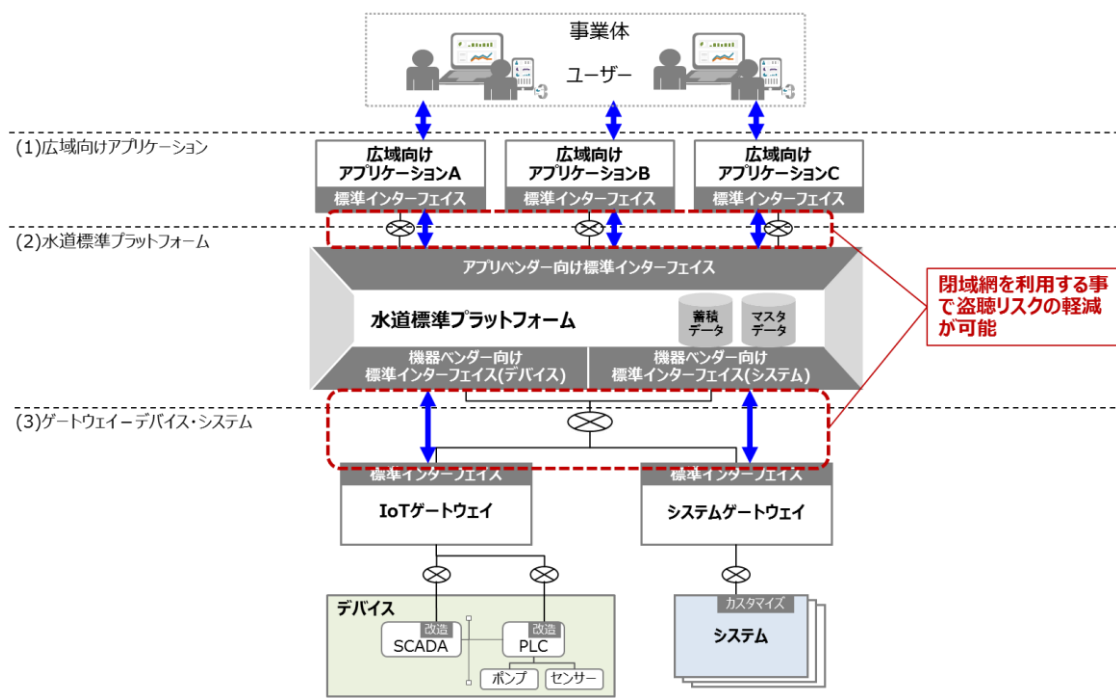 事業体
ユーザー
(1)広域向けアプリケーション
広域向け
アプリケーションA
標準インターフェイス
広域向け
アプリケーションB
標準インターフェイス
広域向け
アプリケーションC
標準インターフェイス
(2)水道標準プラットフォーム
アプリベンダー向け標準インターフェイス
水道標準プラットフォーム
蓄積
データ
マスタ
データ
機器ベンダー向け
標準インターフェイス(デバイス)
機器ベンダー向け
標準インターフェイス(システム)
閉域網を利用する事
で盗聴リスクの軽減
が可能
(3)ゲートウェイ－デバイス・システム
標準インターフェイス
IoTゲートウェイ
標準インターフェイス
システムゲートウェイ
デバイス
改造
SCADA
改造
PLC
ポンプ
センサー
カスタマイズ
システム